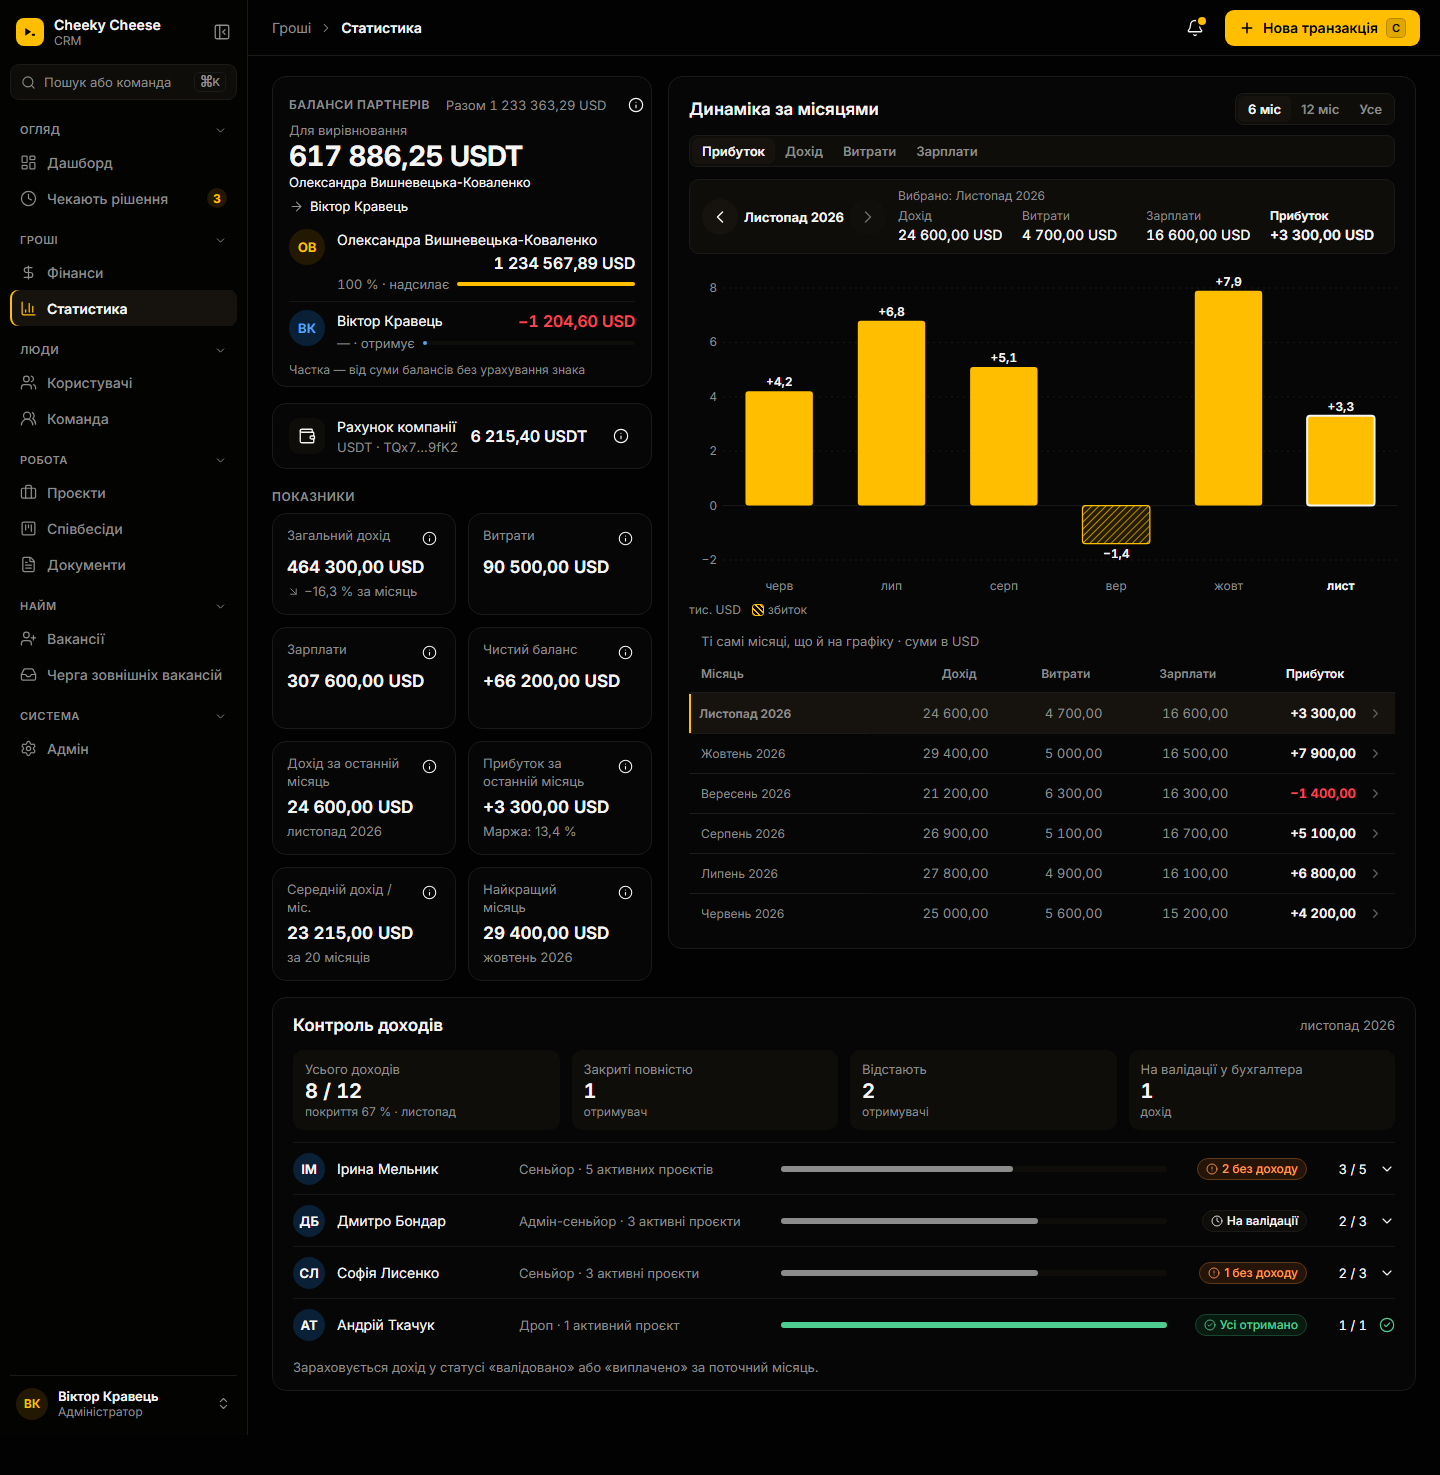 Cheeky Cheese
CRM
Пошук або команда ⌘K
ОГЛЯД
Дашборд
Чекають рішення 3
ГРОШІ
Фінанси
Статистика
ЛЮДИ
Користувачі
Команда
РОБОТА
Проєкти
Співбесіди
Документи
НАЙМ
Вакансії
Черга зовнішніх вакансій
СИСТЕМА
Адмін
ВК Віктор Кравець
Адміністратор
Гроші > Статистика
+ Нова транзакція C
БАЛАНСИ ПАРТНЕРІВ Разом 1 233 363,29 USD
Для вирівнювання
617 886,25 USDT
Олександра Вишневецька-Коваленко
→ Віктор Кравець
ОВ Олександра Вишневецька-Коваленко
1 234 567,89 USD
100 % · надсилає
ВК Віктор Кравець −1 204,60 USD
— · отримує
Частка — від суми балансів без урахування знака
Рахунок компанії 6 215,40 USDT
USDT · TQx7…9fK2
ПОКАЗНИКИ
Загальний дохід
464 300,00 USD
↘ −16,3 % за місяць
Витрати
90 500,00 USD
Зарплати
307 600,00 USD
Чистий баланс
+66 200,00 USD
Дохід за останній
місяць
24 600,00 USD
листопад 2026
Прибуток за
останній місяць
+3 300,00 USD
Маржа: 13,4 %
Середній дохід /
міс.
23 215,00 USD
за 20 місяців
Найкращий
місяць
29 400,00 USD
жовтень 2026
Динаміка за місяцями 6 міс 12 міс Усе
Прибуток Дохід Витрати Зарплати
Листопад 2026
Вибрано: Листопад 2026
Дохід Витрати Зарплати Прибуток
24 600,00 USD 4 700,00 USD 16 600,00 USD +3 300,00 USD
8
6
4
2
0
−2
+4,2 +6,8 +5,1 −1,4 +7,9 +3,3
черв лип серп вер жовт лист
тис. USD збиток
Ті самі місяці, що й на графіку · суми в USD
Місяць Дохід Витрати Зарплати Прибуток
Листопад 2026 24 600,00 4 700,00 16 600,00 +3 300,00
Жовтень 2026 29 400,00 5 000,00 16 500,00 +7 900,00
Вересень 2026 21 200,00 6 300,00 16 300,00 −1 400,00
Серпень 2026 26 900,00 5 100,00 16 700,00 +5 100,00
Липень 2026 27 800,00 4 900,00 16 100,00 +6 800,00
Червень 2026 25 000,00 5 600,00 15 200,00 +4 200,00
Контроль доходів листопад 2026
Усього доходів
8 / 12
покриття 67 % · листопад
Закриті повністю
1
отримувач
Відстають
2
отримувачі
На валідації у бухгалтера
1
дохід
ІМ Ірина Мельник Сеньйор · 5 активних проєктів 2 без доходу 3 / 5
ДБ Дмитро Бондар Адмін-сеньйор · 3 активні проєкти На валідації 2 / 3
СЛ Софія Лисенко Сеньйор · 3 активні проєкти 1 без доходу 2 / 3
АТ Андрій Ткачук Дроп · 1 активний проєкт Усі отримано 1 / 1
Зараховується дохід у статусі «валідовано» або «виплачено» за поточний місяць.